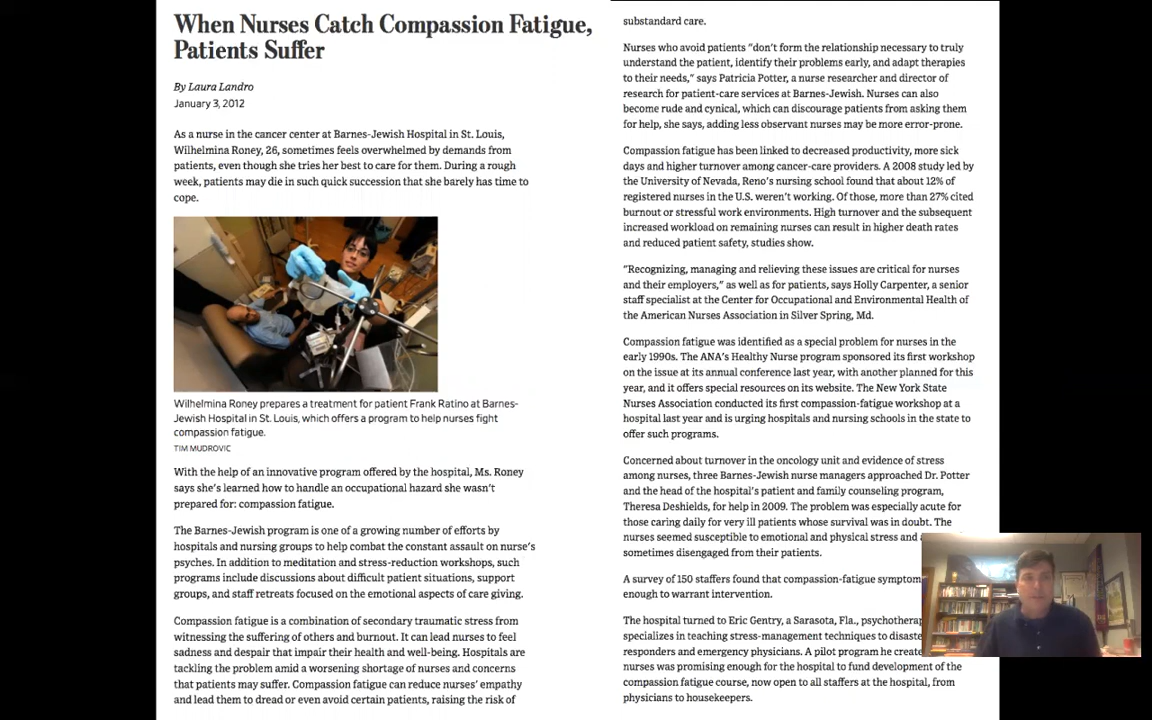 When Nurses Catch Compassion Fatigue,
Patients Suffer
By Laura Landro
January 3, 2012
As a nurse in the cancer center at Barnes-Jewish Hospital in St. Louis,
Wilhelmina Roney, 26, sometimes feels overwhelmed by demands from
patients, even though she tries her best to care for them. During a rough
week, patients may die in such quick succession that she barely has time to
cope.
Wilhelmina Roney prepares a treatment for patient Frank Ratino at Barnes-
Jewish Hospital in St. Louis, which offers a program to help nurses fight
compassion fatigue.
TIM MUDROVIC
With the help of an innovative program offered by the hospital, Ms. Roney
says she's learned how to handle an occupational hazard she wasn't
prepared for: compassion fatigue.
The Barnes-Jewish program is one of a growing number of efforts by
hospitals and nursing groups to help combat the constant assault on nurse's
psyches. In addition to meditation and stress-reduction workshops, such
programs include discussions about difficult patient situations, support
groups, and staff retreats focused on the emotional aspects of care giving.
Compassion fatigue is a combination of secondary traumatic stress from
witnessing the suffering of others and burnout. It can lead nurses to feel
sadness and despair that impair their health and well-being. Hospitals are
tackling the problem amid a worsening shortage of nurses and concerns
that patients may suffer. Compassion fatigue can reduce nurses' empathy
and lead them to dread or even avoid certain patients, raising the risk of
substandard care.
Nurses who avoid patients "don't form the relationship necessary to truly
understand the patient, identify their problems early, and adapt therapies
to their needs," says Patricia Potter, a nurse researcher and director of
research for patient-care services at Barnes-Jewish. Nurses can also
become rude and cynical, which can discourage patients from asking them
for help, she says, adding less observant nurses may be more error-prone.
Compassion fatigue has been linked to decreased productivity, more sick
days and higher turnover among cancer-care providers. A 2008 study led by
the University of Nevada, Reno's nursing school found that about 12% of
registered nurses in the U.S. weren't working. Of those, more than 27% cited
burnout or stressful work environments. High turnover and the subsequent
increased workload on remaining nurses can result in higher death rates
and reduced patient safety, studies show.
"Recognizing, managing and relieving these issues are critical for nurses
and their employers," as well as for patients, says Holly Carpenter, a senior
staff specialist at the Center for Occupational and Environmental Health of
the American Nurses Association in Silver Spring, Md.
Compassion fatigue was identified as a special problem for nurses in the
early 1990s. The ANA's Healthy Nurse program sponsored its first workshop
on the issue at its annual conference last year, with another planned for this
year, and it offers special resources on its website. The New York State
Nurses Association conducted its first compassion-fatigue workshop at a
hospital last year and is urging hospitals and nursing schools in the state to
offer such programs.
Concerned about turnover in the oncology unit and evidence of stress
among nurses, three Barnes-Jewish nurse managers approached Dr. Potter
and the head of the hospital's patient and family counseling program,
Theresa Deshields, for help in 2009. The problem was especially acute for
those caring daily for very ill patients whose survival was in doubt. The
nurses seemed susceptible to emotional and physical stress and
sometimes disengaged from their patients.
A survey of 150 staffers found that compassion-fatigue symptom
enough to warrant intervention.
The hospital turned to Eric Gentry, a Sarasota, Fla., psychotherap
specializes in teaching stress-management techniques to disaste
responders and emergency physicians. A pilot program he create
nurses was promising enough for the hospital to fund development of the
compassion fatigue course, now open to all staffers at the hospital, from
physicians to housekeepers.